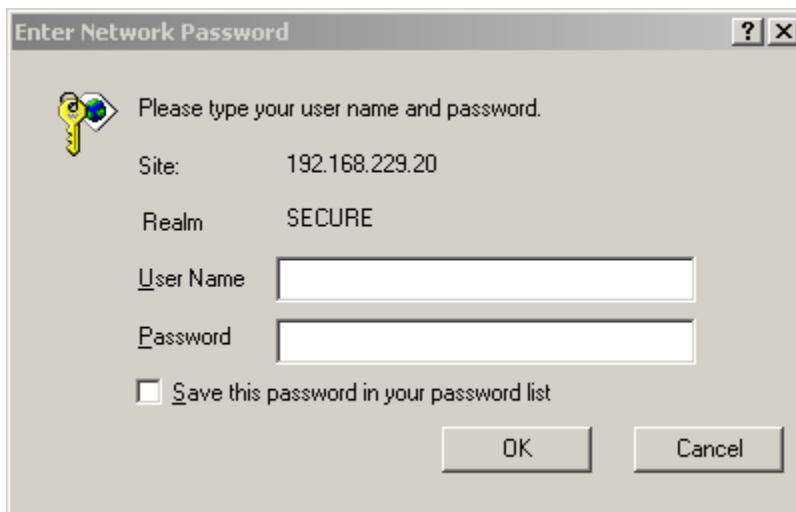 Enter Network Password
Please type your user name and password.
Site: 192.168.229.20
Realm SECURE
User Name
Password
Save this password in your password list
OK Cancel